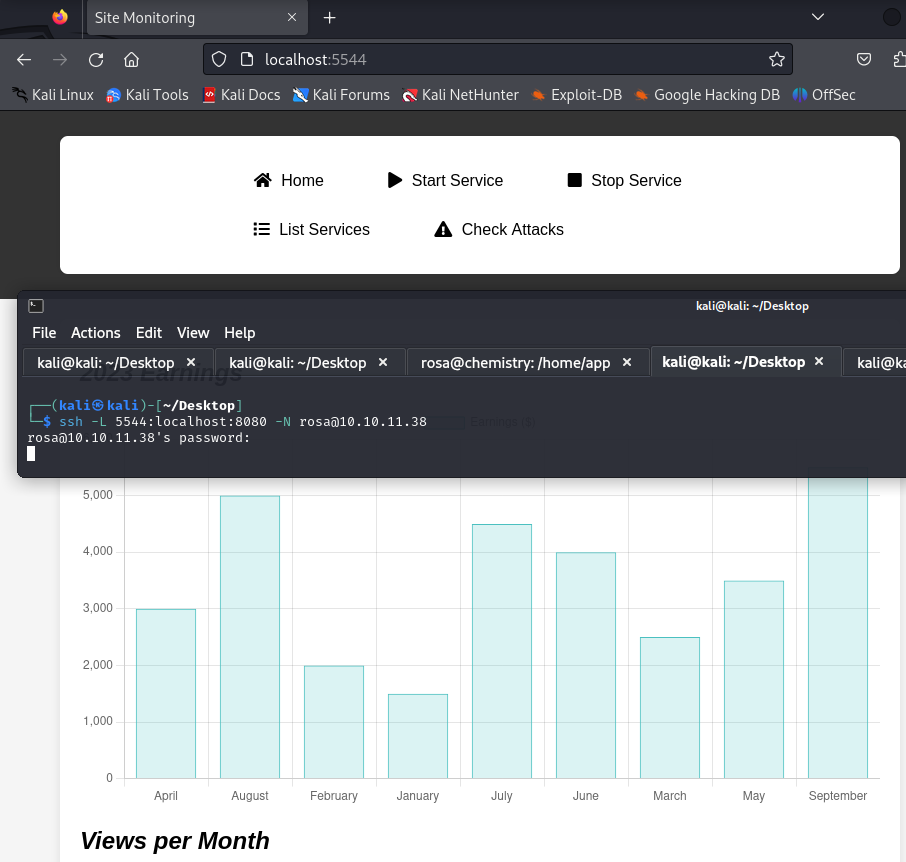 Site Monitoring
localhost:5544
Kali Linux Kali Tools Kali Docs Kali Forums Kali NetHunter Exploit-DB Google Hacking DB OffSec
Home Start Service Stop Service
List Services Check Attacks
kali@kali: ~/Desktop
File Actions Edit View Help
kali@kali: ~/Desktop kali@kali: ~/Desktop rosa@chemistry: /home/app kali@kali: ~/Desktop kali@ka
2023 Earnings
┌──(kali㉿kali)-[~/Desktop]
└─$ ssh -L 5544:localhost:8080 -N rosa@10.10.11.38
Earnings ($)
rosa@10.10.11.38's password:
5,000
4,000
3,000
2,000
1,000
0
April August February January July June March May September
Views per Month